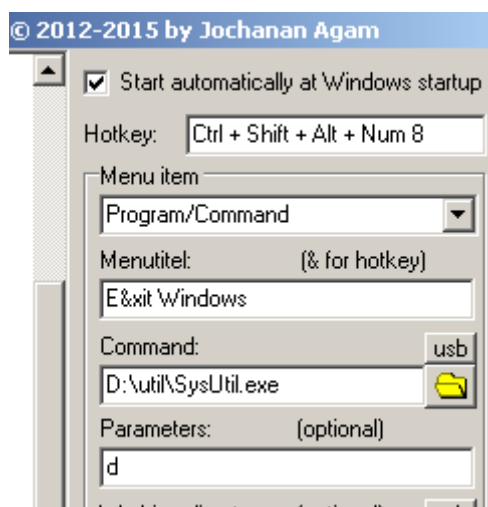 © 2012-2015 by Jochanan Agam
Start automatically at Windows startup
Hotkey: Ctrl + Shift + Alt + Num 8
Menu item
Program/Command
Menutitel: (& for hotkey)
E&xit Windows
Command: usb
D:\util\SysUtil.exe
Parameters: (optional)
d